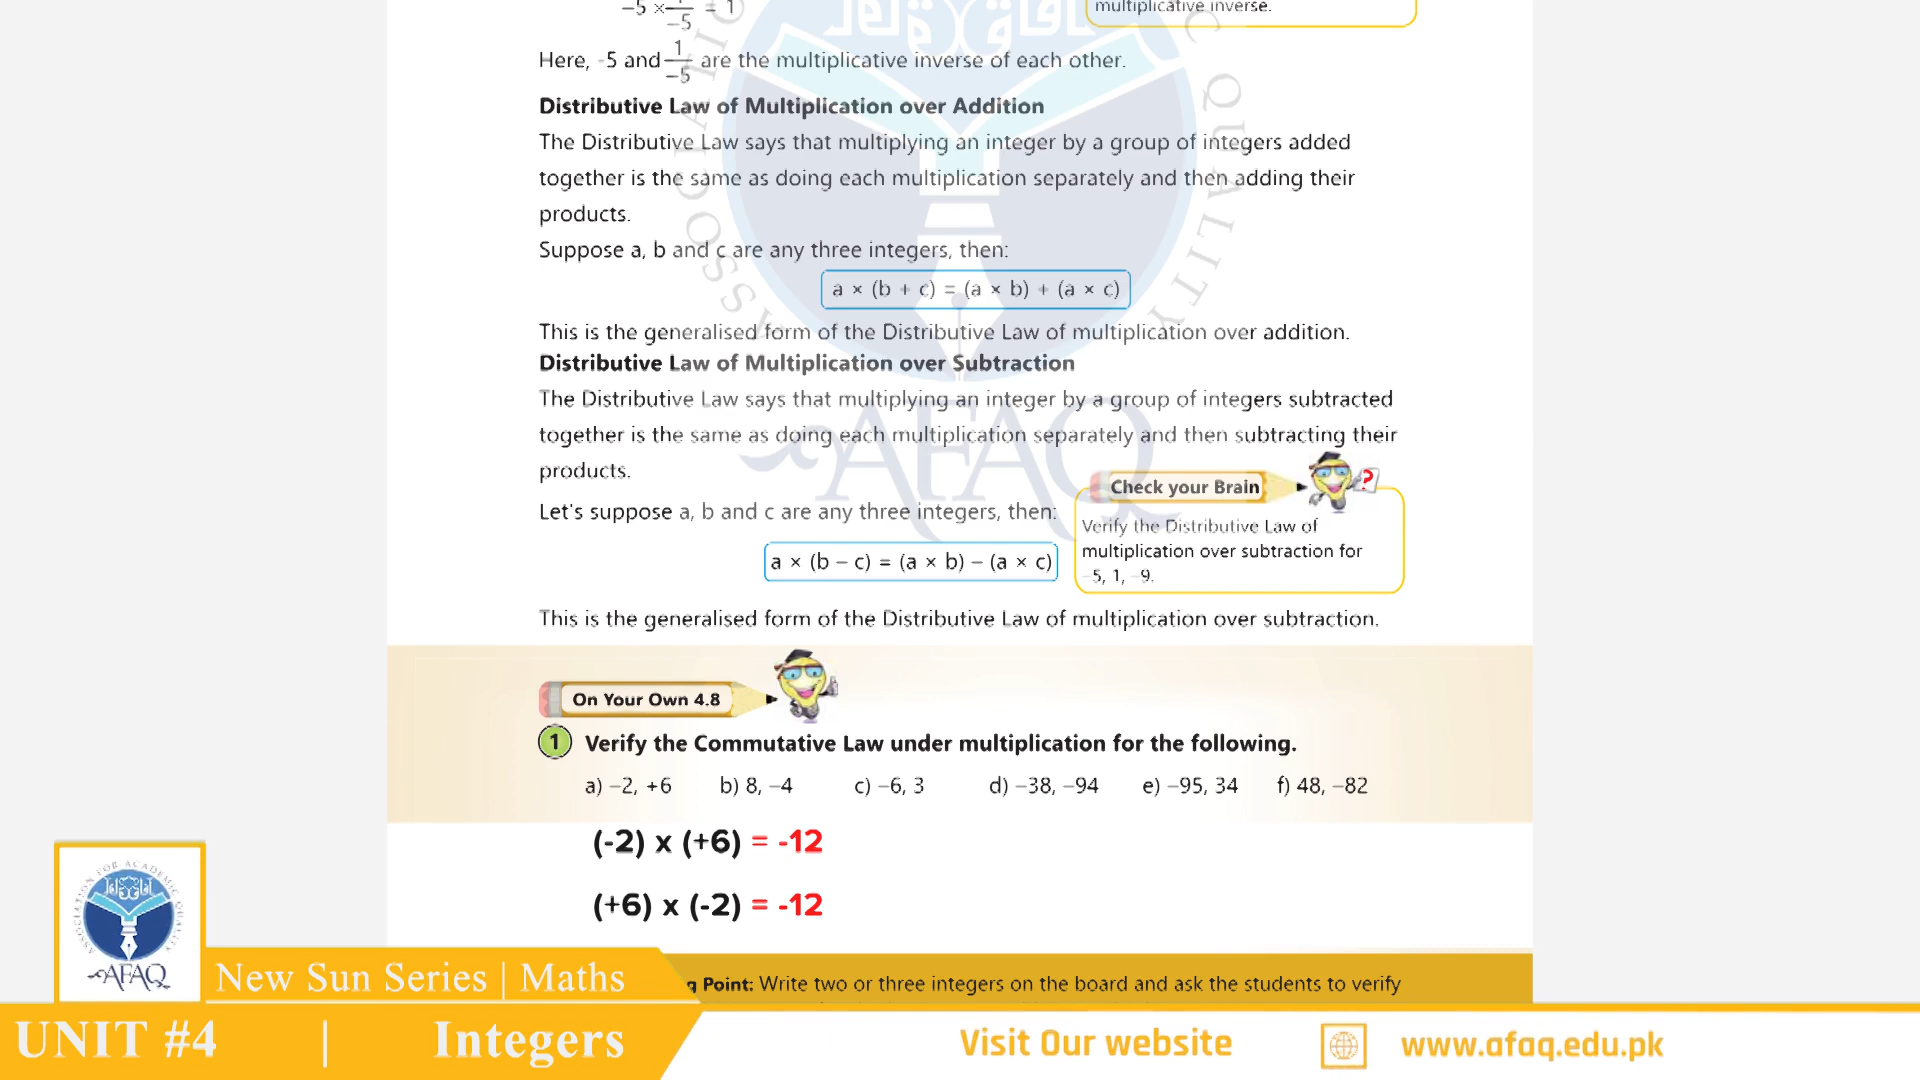 -5 × 1/-5 = 1
multiplicative inverse.
Here, -5 and 1/-5 are the multiplicative inverse of each other.
Distributive Law of Multiplication over Addition
The Distributive Law says that multiplying an integer by a group of integers added
together is the same as doing each multiplication separately and then adding their
products.
Suppose a, b and c are any three integers, then:
a × (b + c) = (a × b) + (a × c)
This is the generalised form of the Distributive Law of multiplication over addition.
Distributive Law of Multiplication over Subtraction
The Distributive Law says that multiplying an integer by a group of integers subtracted
together is the same as doing each multiplication separately and then subtracting their
products.
Let's suppose a, b and c are any three integers, then:
a × (b – c) = (a × b) – (a × c)
Check your Brain
?
Verify the Distributive Law of
multiplication over subtraction for
–5, 1, –9.
This is the generalised form of the Distributive Law of multiplication over subtraction.
On Your Own 4.8
1 Verify the Commutative Law under multiplication for the following.
a) –2, +6 b) 8, –4 c) –6, 3 d) –38, –94 e) –95, 34 f) 48, –82
(-2) x (+6) = -12
(+6) x (-2) = -12
g Point: Write two or three integers on the board and ask the students to verify
ASSOCIATION FOR ACADEMIC QUALITY
AFAQ
New Sun Series | Maths
UNIT #4 | Integers
Visit Our website
www.afaq.edu.pk